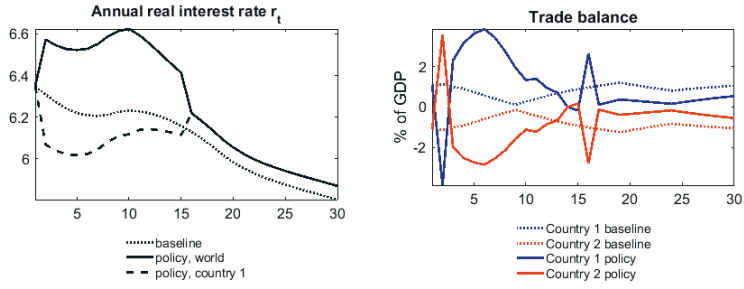 Annual real interest rate r_t
6.6
6.4
6.2
6
5
10
15
20
25
30
baseline
policy, world
policy, country 1
Trade balance
% of GDP
2
0
-2
5
10
15
20
25
30
Country 1 baseline
Country 2 baseline
Country 1 policy
Country 2 policy